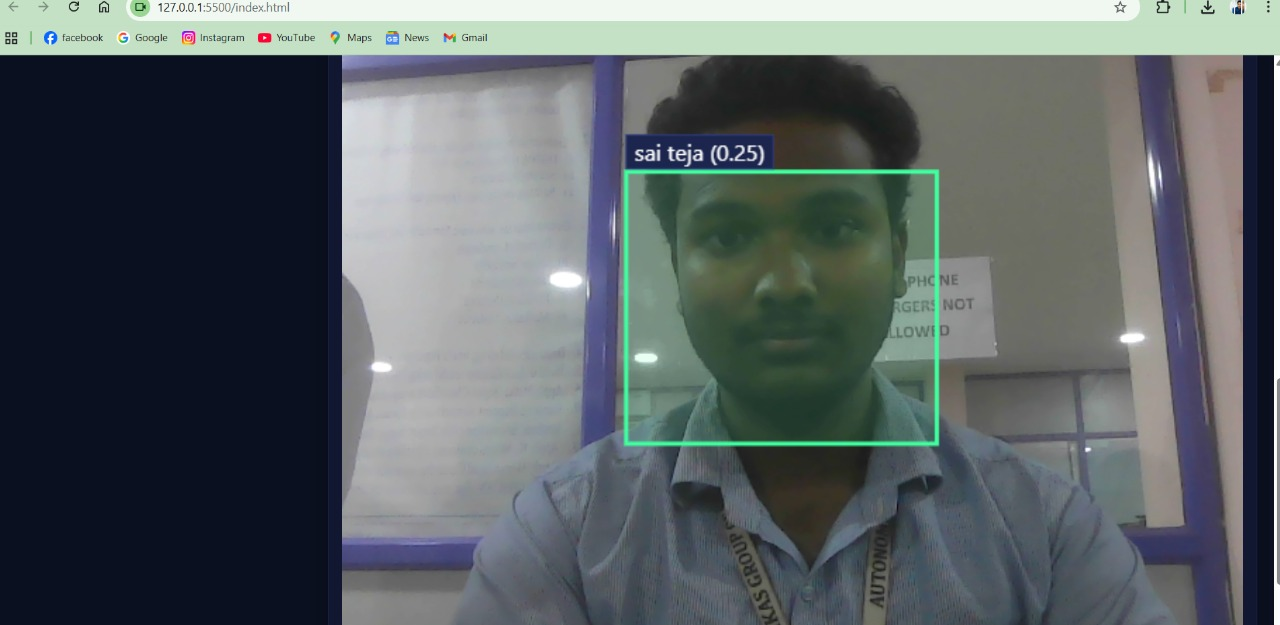 127.0.0.1:5500/index.html
facebook Google Instagram YouTube Maps News Gmail
sai teja (0.25)
PHONE
RGERS NOT
LLOWED
KAS GROUP
AUTONO